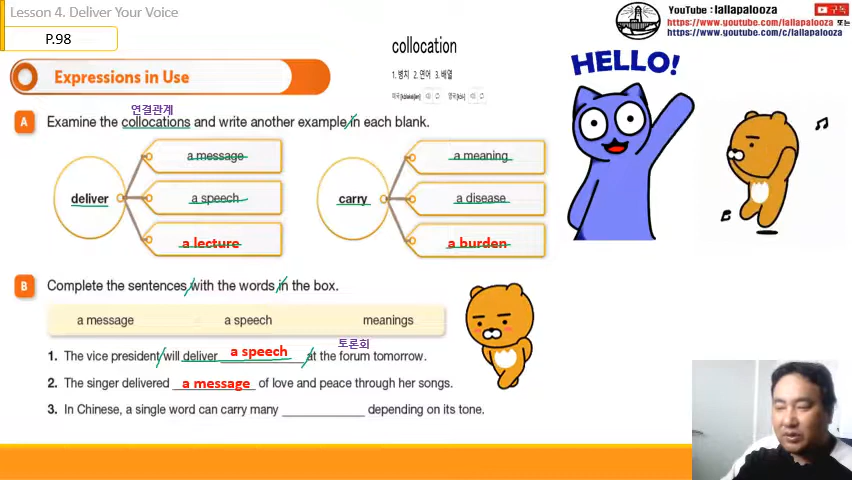 Lesson 4. Deliver Your Voice
P.98
YouTube : lallapalooza
구독
https://www.youtube.com/lallapalooza 또는
https://www.youtube.com/c/lallapalooza
collocation
1. 병치 2. 연어 3. 배열
HELLO!
Expressions in Use
연결관계
A Examine the collocations and write another example in each blank.
deliver
a message
a speech
a lecture
carry
a meaning
a disease
a burden
B Complete the sentences with the words in the box.
a message a speech meanings
토론회
1. The vice president will deliver a speech at the forum tomorrow.
2. The singer delivered a message of love and peace through her songs.
3. In Chinese, a single word can carry many ____________ depending on its tone.